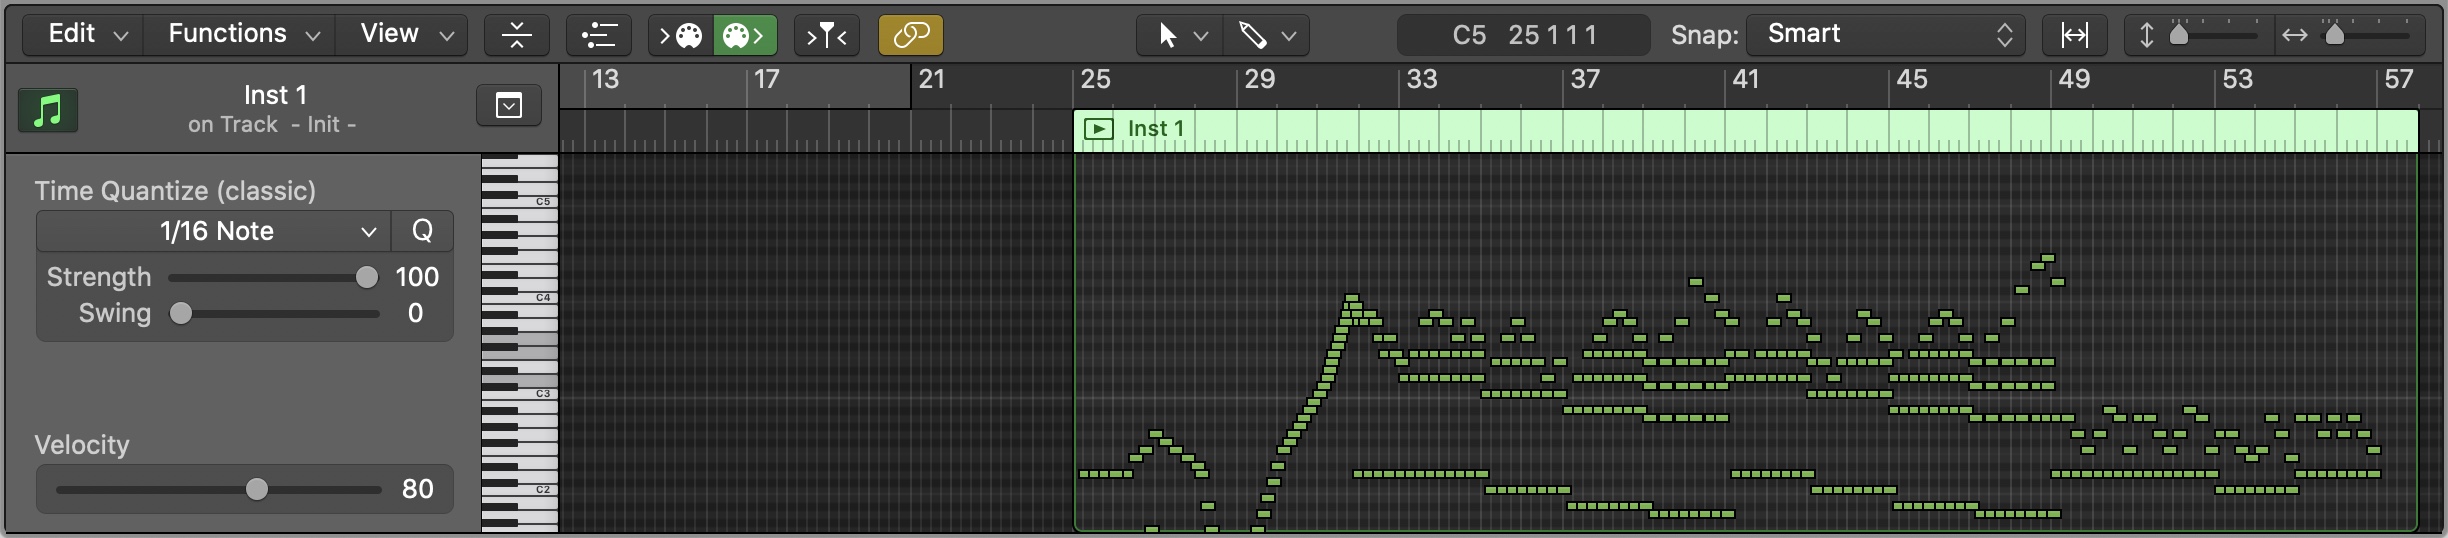 Edit Functions View C5 25 1 1 1 Snap: Smart
13 17 21 25 29 33 37 41 45 49 53 57
Inst 1
on Track - Init -
Inst 1
Time Quantize (classic)
1/16 Note Q
Strength 100
Swing 0
Velocity
80
C5
C4
C3
C2